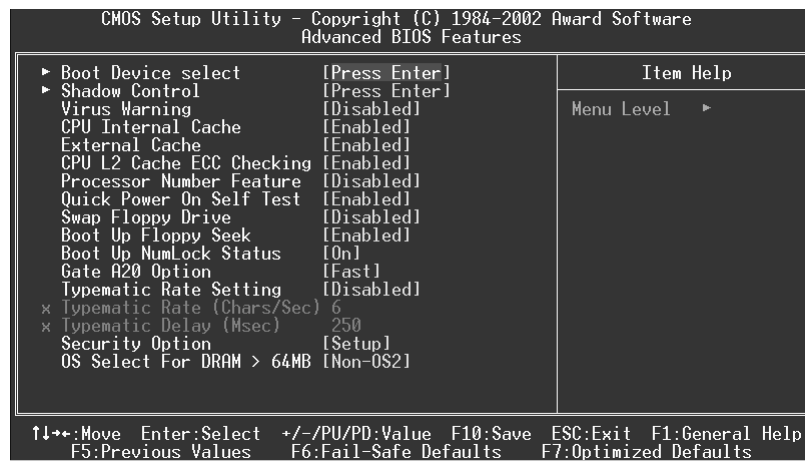 CMOS Setup Utility - Copyright (C) 1984-2002 Award Software
Advanced BIOS Features
► Boot Device select [Press Enter]
► Shadow Control [Press Enter]
Virus Warning [Disabled]
CPU Internal Cache [Enabled]
External Cache [Enabled]
CPU L2 Cache ECC Checking [Enabled]
Processor Number Feature [Disabled]
Quick Power On Self Test [Enabled]
Swap Floppy Drive [Disabled]
Boot Up Floppy Seek [Enabled]
Boot Up NumLock Status [On]
Gate A20 Option [Fast]
Typematic Rate Setting [Disabled]
x Typematic Rate (Chars/Sec) 6
x Typematic Delay (Msec) 250
Security Option [Setup]
OS Select For DRAM > 64MB [Non-OS2]
Item Help
Menu Level ►
↑↓→←:Move Enter:Select +/-/PU/PD:Value F10:Save ESC:Exit F1:General Help
F5:Previous Values F6:Fail-Safe Defaults F7:Optimized Defaults